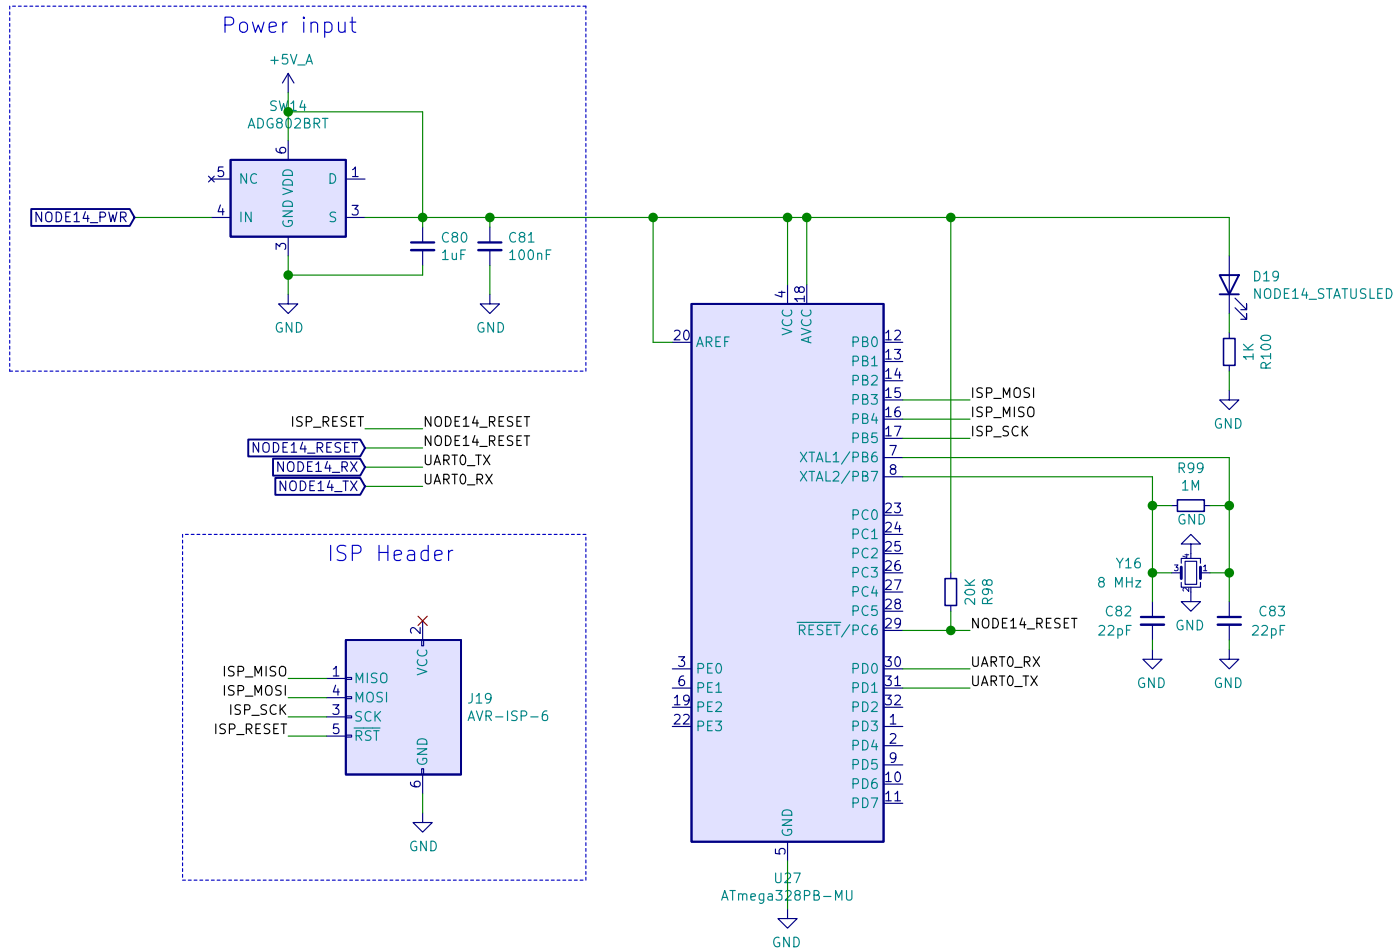 Power input
+5V_A
SW14
ADG802BRT
6
5 NC VDD D 1
NODE14_PWR 4 IN GND S 3
3
C80
1uF
C81
100nF
GND
GND
4
18
VCC
AVCC
20 AREF
PB0 12
PB1 13
PB2 14
PB3 15 ISP_MOSI
PB4 16 ISP_MISO
PB5 17 ISP_SCK
XTAL1/PB6 7
XTAL2/PB7 8
PC0 23
PC1 24
PC2 25
PC3 26
PC4 27
PC5 28
RESET/PC6 29 NODE14_RESET
3 PE0
6 PE1
19 PE2
22 PE3
PD0 30 UART0_RX
PD1 31 UART0_TX
PD2 32
PD3 1
PD4 2
PD5 9
PD6 10
PD7 11
GND
5
U27
ATmega328PB-MU
GND
D19
NODE14_STATUSLED
1K
R100
GND
20K
R98
R99
1M
GND
4
Y16
8 MHz
3
1
2
GND
C82
22pF
C83
22pF
GND
GND
ISP_RESET NODE14_RESET
NODE14_RESET NODE14_RESET
NODE14_RX UART0_TX
NODE14_TX UART0_RX
ISP Header
2
VCC
ISP_MISO 1 MISO
ISP_MOSI 4 MOSI
ISP_SCK 3 SCK
ISP_RESET 5 RST
J19
AVR-ISP-6
GND
6
GND